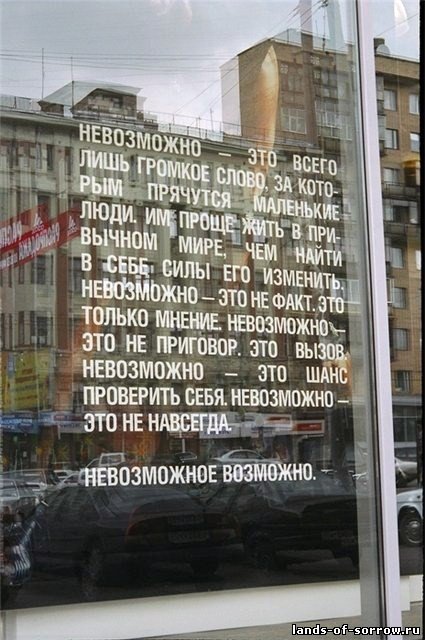 НЕВОЗМОЖНО – ЭТО ВСЕГО
ЛИШЬ ГРОМКОЕ СЛОВО, ЗА КОТО-
РЫМ ПРЯЧУТСЯ МАЛЕНЬКИЕ
ЛЮДИ. ИМ ПРОЩЕ ЖИТЬ В ПРИ-
ВЫЧНОМ МИРЕ, ЧЕМ НАЙТИ
В СЕБЕ СИЛЫ ЕГО ИЗМЕНИТЬ.
НЕВОЗМОЖНО – ЭТО НЕ ФАКТ. ЭТО
ТОЛЬКО МНЕНИЕ. НЕВОЗМОЖНО –
ЭТО НЕ ПРИГОВОР. ЭТО ВЫЗОВ.
НЕВОЗМОЖНО – ЭТО ШАНС
ПРОВЕРИТЬ СЕБЯ. НЕВОЗМОЖНО –
ЭТО НЕ НАВСЕГДА.
НЕВОЗМОЖНОЕ ВОЗМОЖНО.
lands-of-sorrow.ru